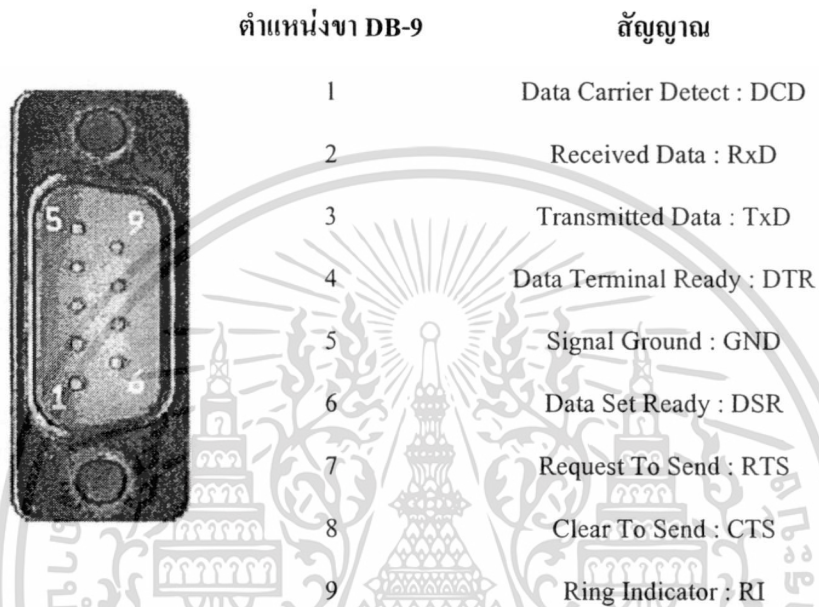 ตำแหน่งขา DB-9 สัญญาณ
1 Data Carrier Detect : DCD
2 Received Data : RxD
3 Transmitted Data : TxD
4 Data Terminal Ready : DTR
5 Signal Ground : GND
6 Data Set Ready : DSR
7 Request To Send : RTS
8 Clear To Send : CTS
9 Ring Indicator : RI
5 9
1 6